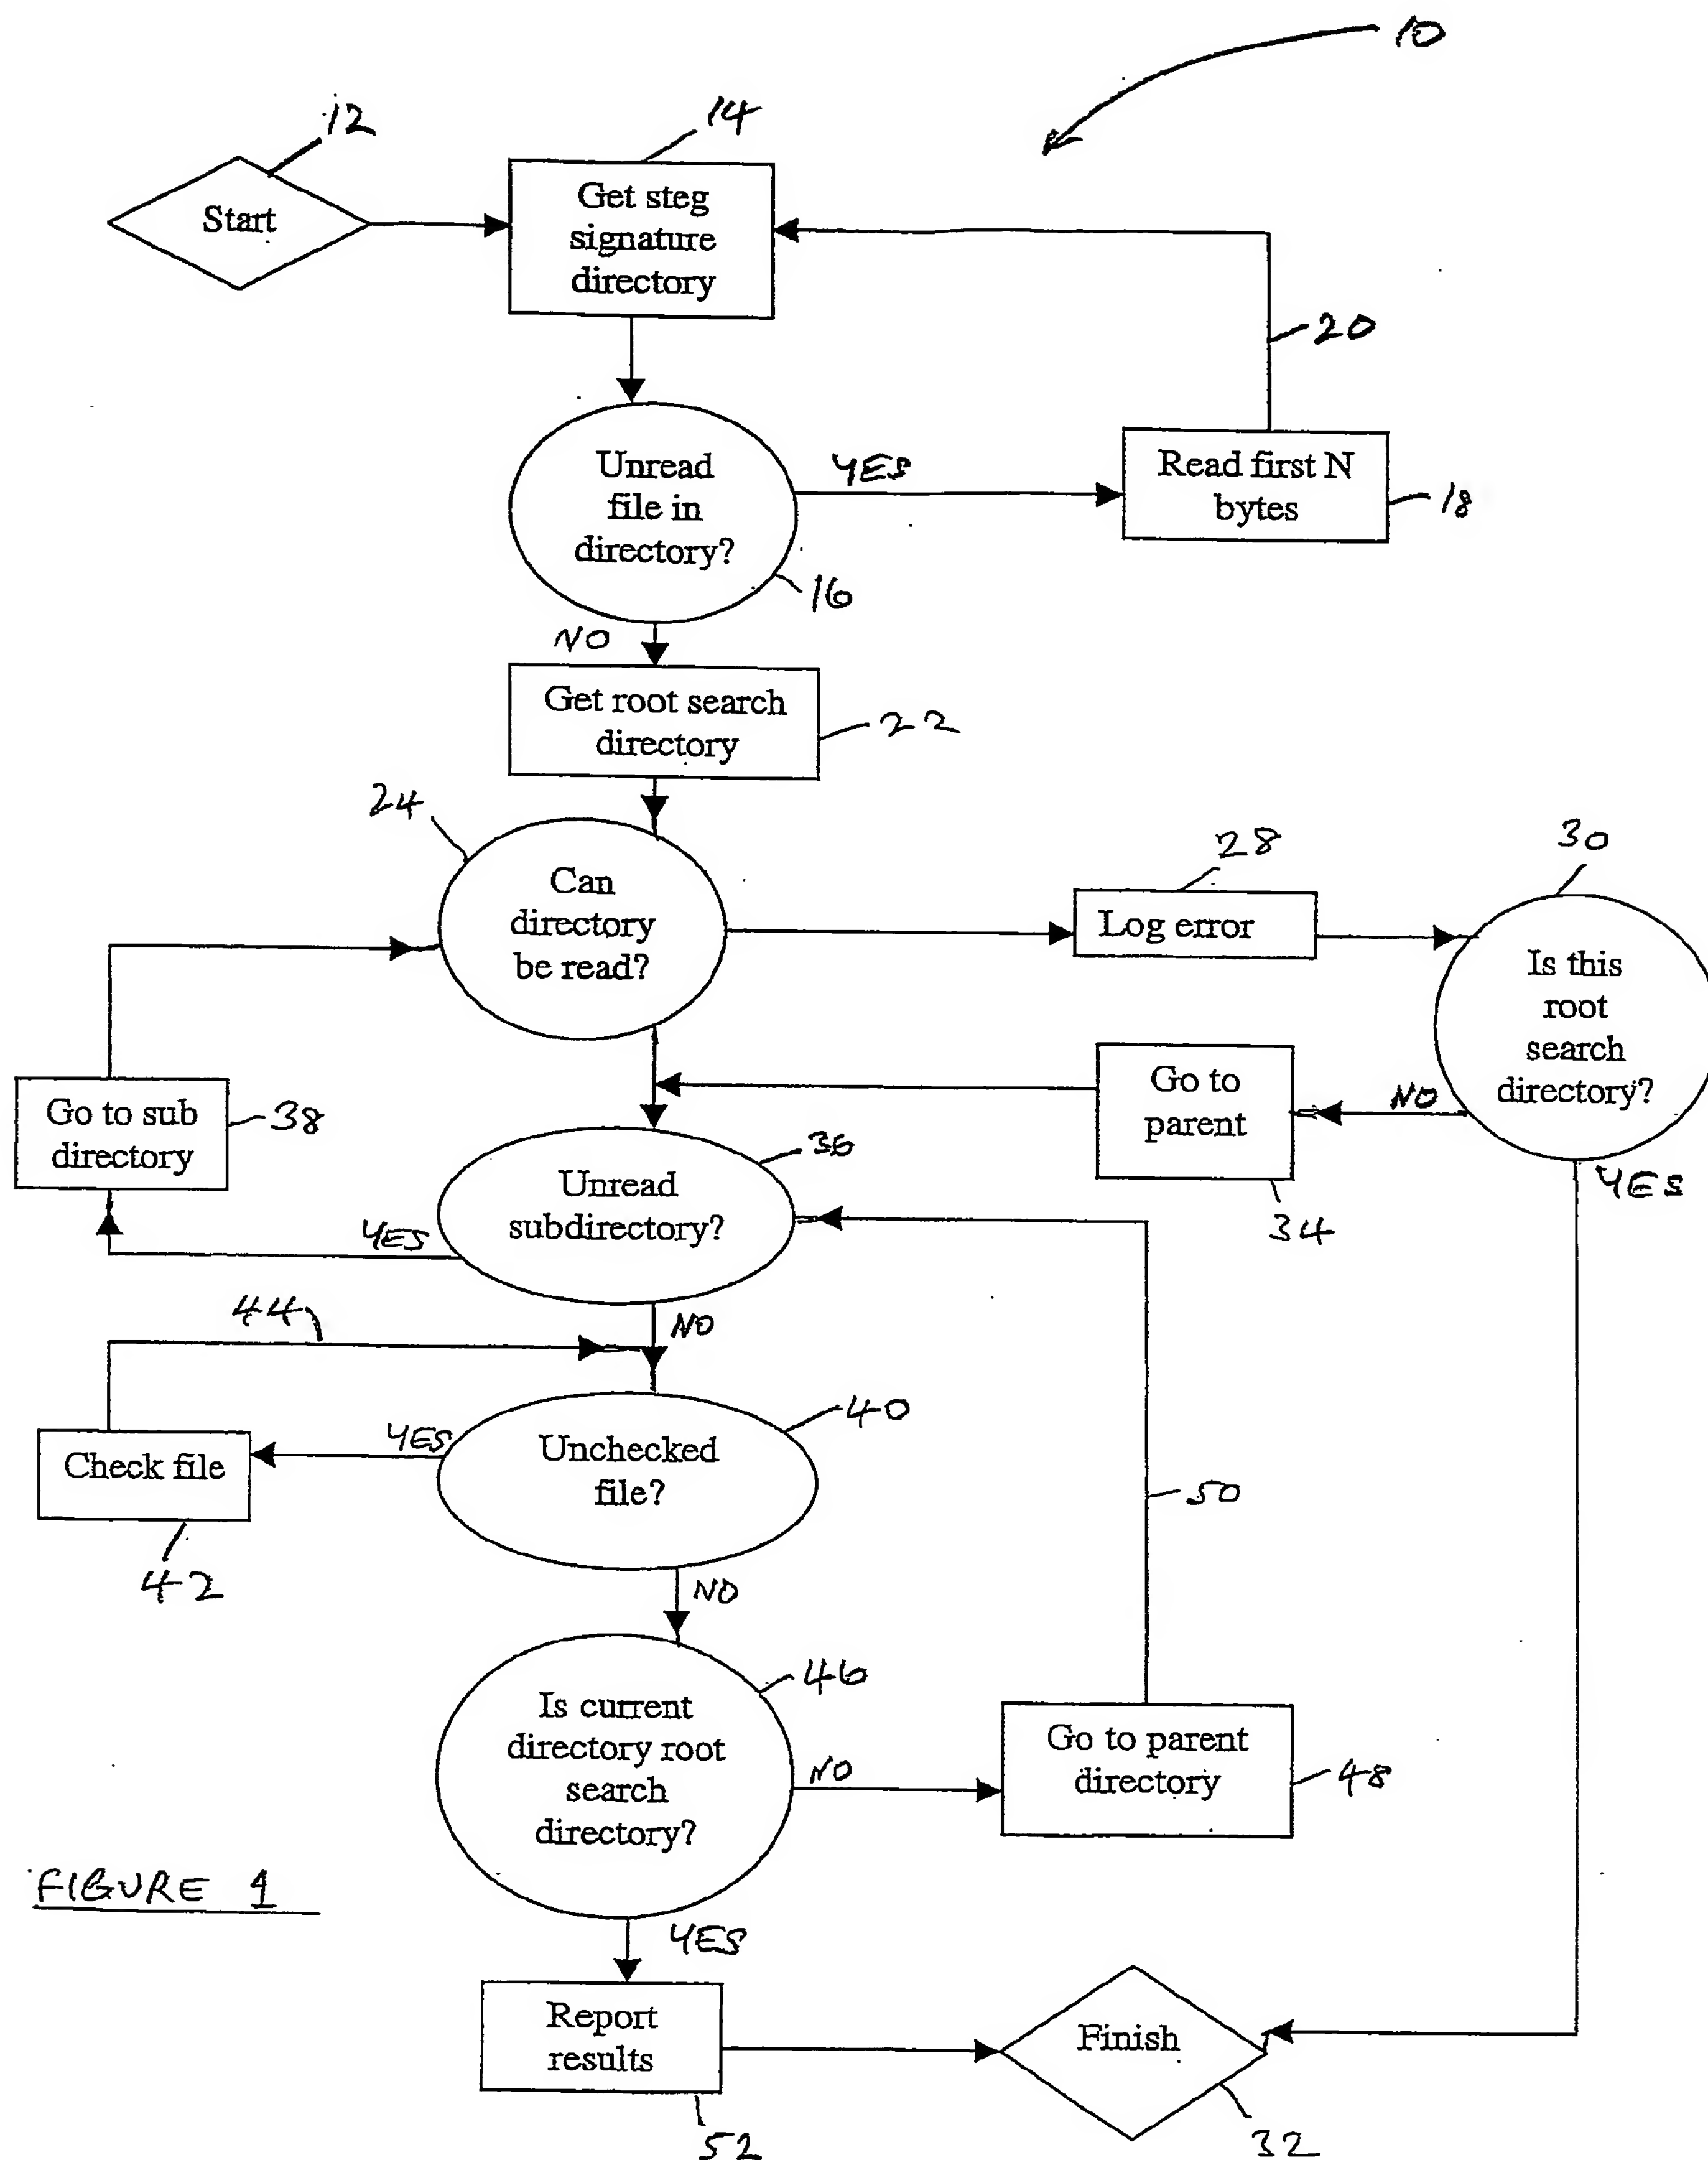 10
12
14
Start
Get steg
signature
directory
20
Unread
file in
directory?
YES
Read first N
bytes
18
16
NO
Get root search
directory
22
24
Can
directory
be read?
28
Log error
30
Is this
root
search
directory?
NO
YES
Go to
parent
34
Go to sub
directory
38
36
Unread
subdirectory?
YES
NO
44
40
Unchecked
file?
YES
Check file
42
50
NO
46
Is current
directory root
search
directory?
NO
Go to parent
directory
48
FIGURE 1
YES
Report
results
52
Finish
32